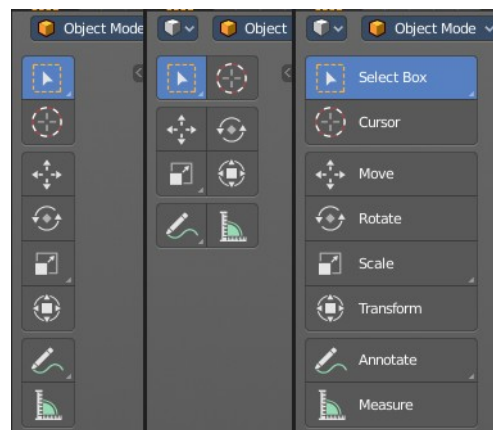 Object Mode
Object
Object Mode
Select Box
Cursor
Move
Rotate
Scale
Transform
Annotate
Measure